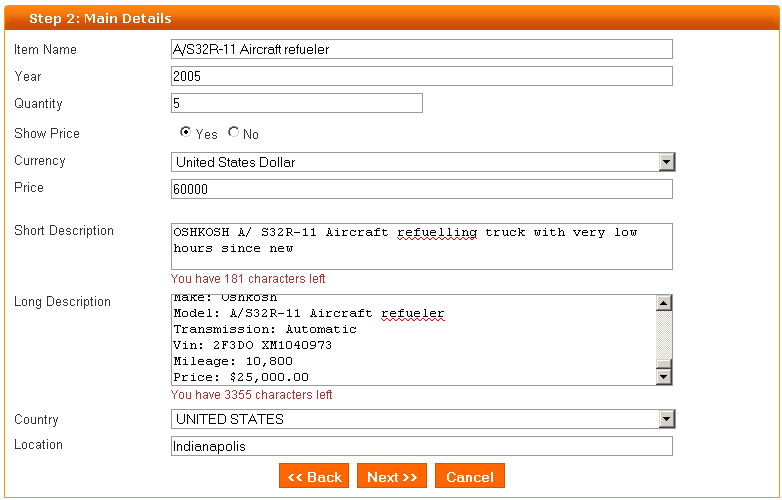 Step 2: Main Details
Item Name A/S32R-11 Aircraft refueler
Year 2005
Quantity 5
Show Price Yes No
Currency United States Dollar
Price 60000
Short Description OSHKOSH A/ S32R-11 Aircraft refuelling truck with very low
hours since new
You have 181 characters left
Long Description Make: Oshkosh
Model: A/S32R-11 Aircraft refueler
Transmission: Automatic
Vin: 2F3DO XM1040973
Mileage: 10,800
Price: $25,000.00
You have 3355 characters left
Country UNITED STATES
Location Indianapolis
<< Back Next >> Cancel